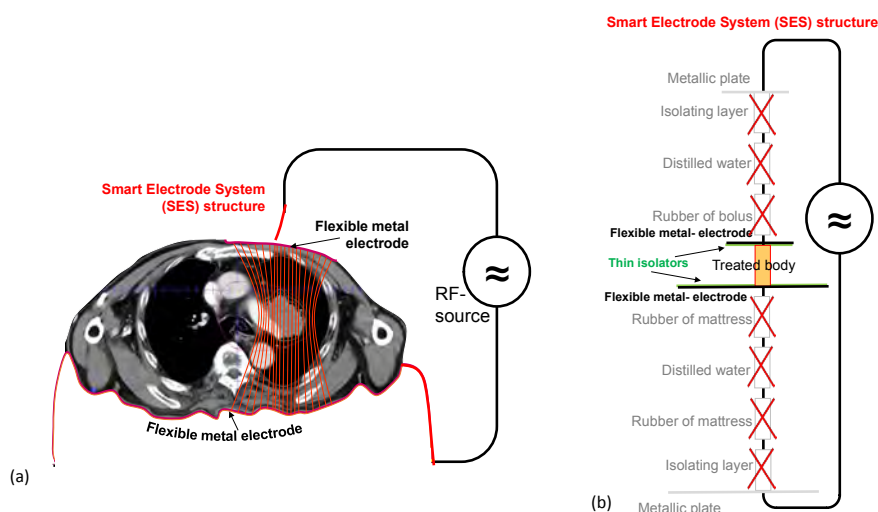 Smart Electrode System
(SES) structure
Flexible metal
electrode
≈
RF-
source
Flexible metal electrode
(a)
Smart Electrode System (SES) structure
Metallic plate
Isolating layer
Distilled water
Rubber of bolus
Flexible metal- electrode
≈
Thin isolators
Treated body
Flexible metal- electrode
Rubber of mattress
Distilled water
Rubber of mattress
Isolating layer
Metallic plate
(b)